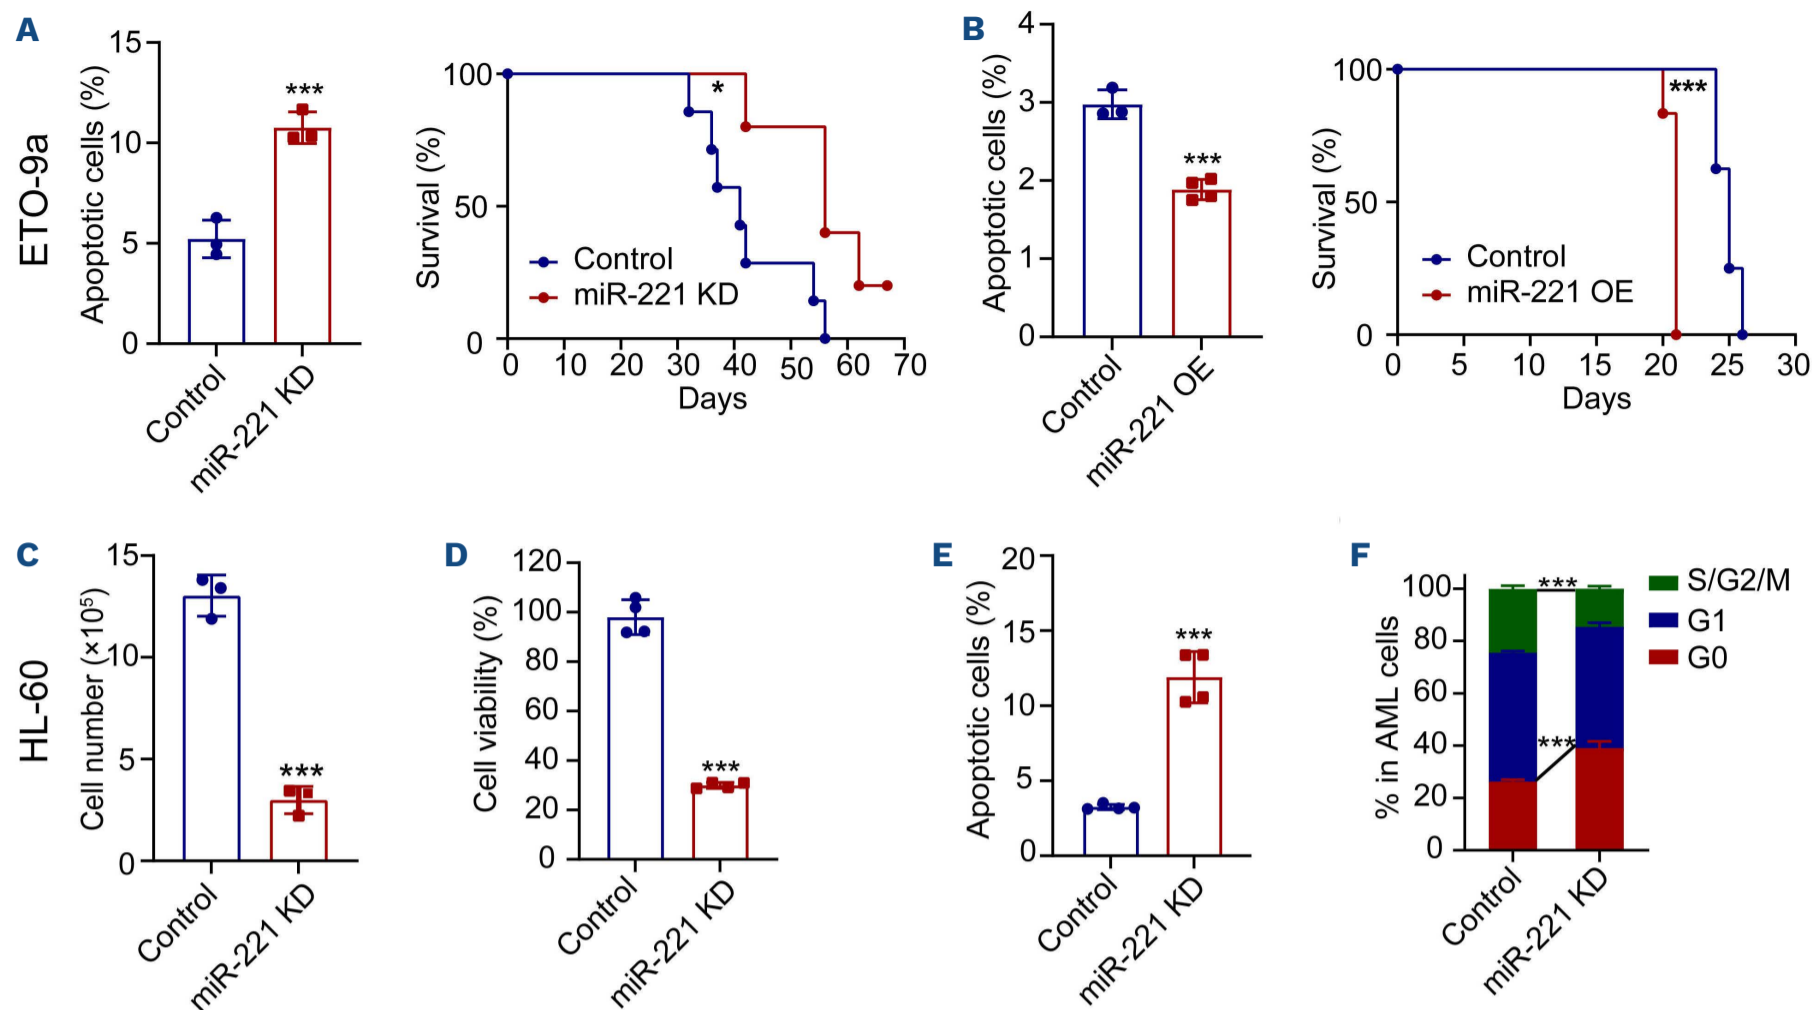 A
ETO-9a
Apoptotic cells (%)
15
10
5
0
***
Control
miR-221 KD
Survival (%)
100
50
0
*
Control
miR-221 KD
0 10 20 30 40 50 60 70
Days
B
Apoptotic cells (%)
4
3
2
1
0
***
Control
miR-221 OE
Survival (%)
100
50
0
***
Control
miR-221 OE
0 5 10 15 20 25 30
Days
C
HL-60
Cell number (×10⁵)
15
10
5
0
***
Control
miR-221 KD
D
Cell viability (%)
120
100
80
60
40
20
0
***
Control
miR-221 KD
E
Apoptotic cells (%)
20
15
10
5
0
***
Control
miR-221 KD
F
% in AML cells
100
80
60
40
20
0
***
***
S/G2/M
G1
G0
Control
miR-221 KD